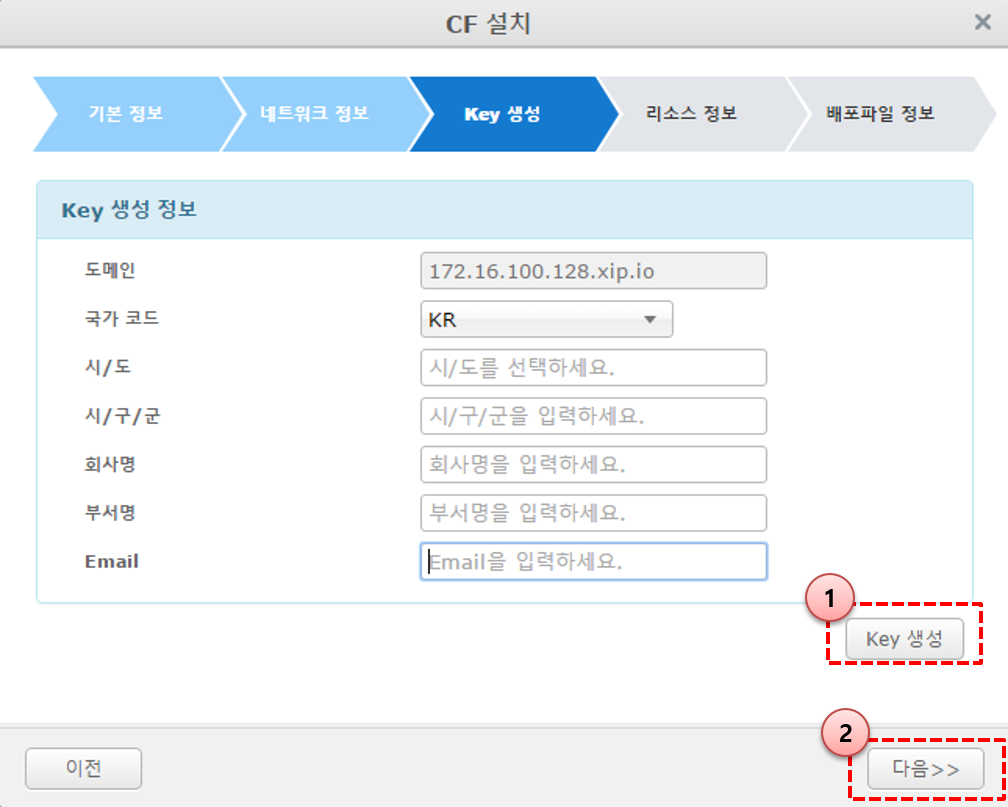 CF 설치
기본 정보
네트워크 정보
Key 생성
리소스 정보
배포파일 정보
Key 생성 정보
도메인
172.16.100.128.xip.io
국가 코드
KR
시/도
시/도를 선택하세요.
시/구/군
시/구/군을 입력하세요.
회사명
회사명을 입력하세요.
부서명
부서명을 입력하세요.
Email
Email을 입력하세요.
1
Key 생성
2
이전
다음>>